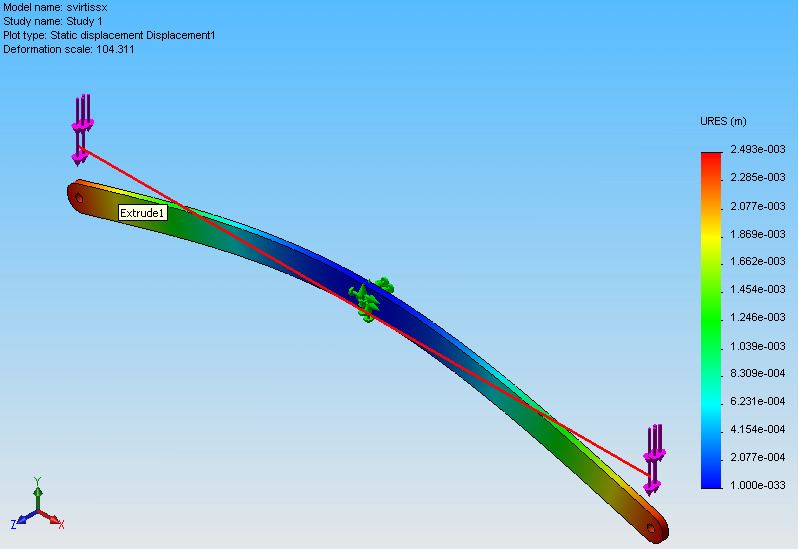 Model name: svirtissx
Study name: Study 1
Plot type: Static displacement Displacement1
Deformation scale: 104.311
URES (m)
2.493e-003
2.285e-003
2.077e-003
1.869e-003
1.662e-003
1.454e-003
1.246e-003
1.039e-003
8.309e-004
6.231e-004
4.154e-004
2.077e-004
1.000e-033
Extrude1
Y
Z
X